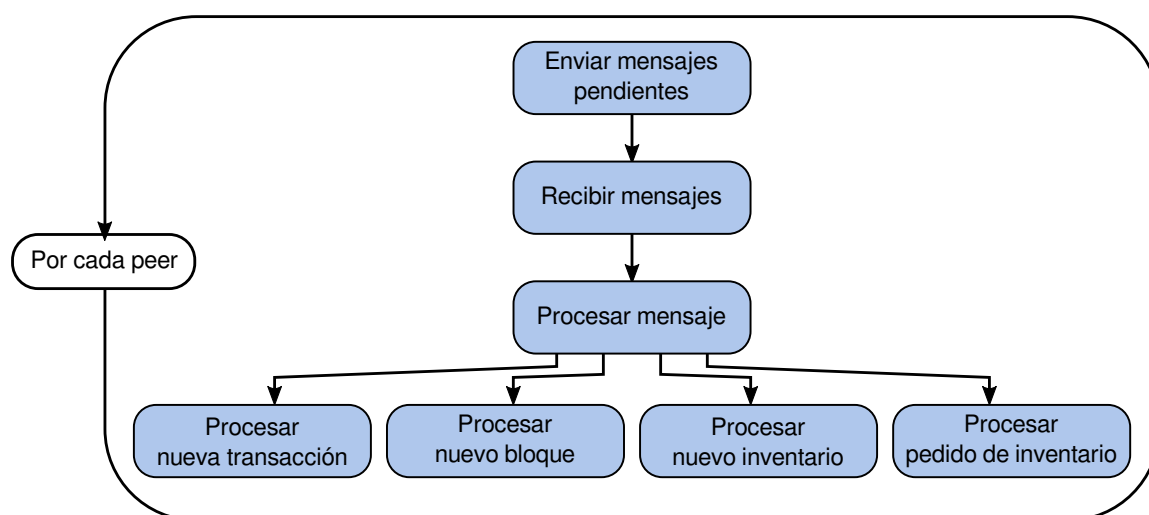 Enviar mensajes
pendientes
Recibir mensajes
Por cada peer
Procesar mensaje
Procesar
nueva transacción
Procesar
nuevo bloque
Procesar
nuevo inventario
Procesar
pedido de inventario